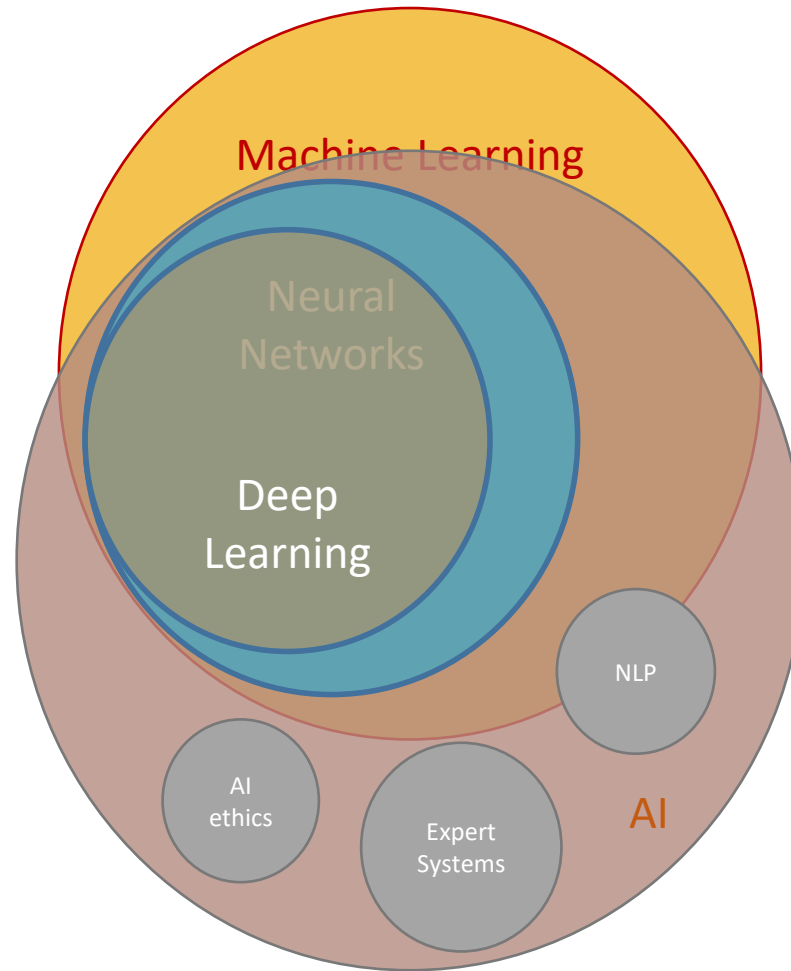 Machine Learning
Neural
Networks
Deep
Learning
NLP
AI
ethics
AI
Expert
Systems